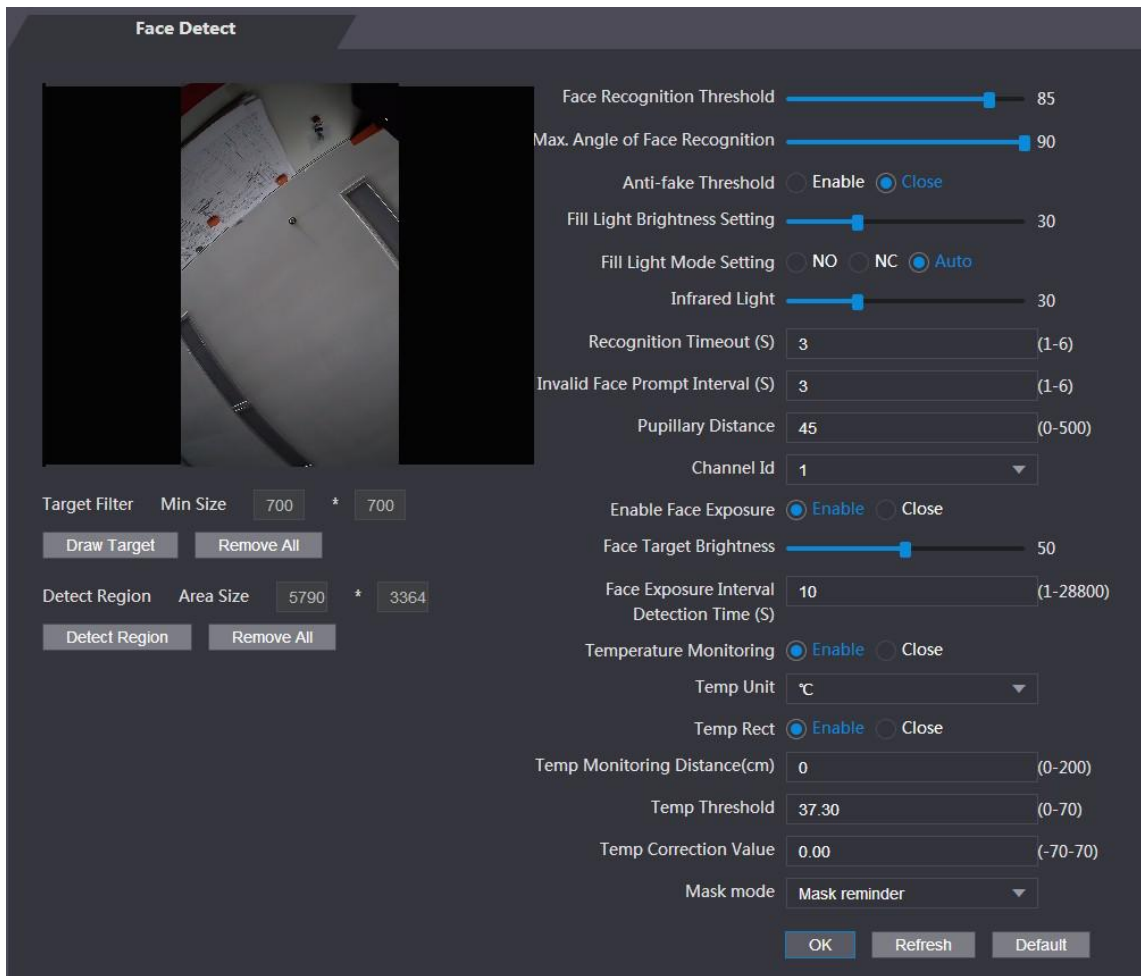 Face Detect
Face Recognition Threshold 85
Max. Angle of Face Recognition 90
Anti-fake Threshold Enable Close
Fill Light Brightness Setting 30
Fill Light Mode Setting NO NC Auto
Infrared Light 30
Recognition Timeout (S) 3 (1-6)
Invalid Face Prompt Interval (S) 3 (1-6)
Pupillary Distance 45 (0-500)
Channel Id 1
Enable Face Exposure Enable Close
Face Target Brightness 50
Face Exposure Interval
Detection Time (S) 10 (1-28800)
Temperature Monitoring Enable Close
Temp Unit ℃
Temp Rect Enable Close
Temp Monitoring Distance(cm) 0 (0-200)
Temp Threshold 37.30 (0-70)
Temp Correction Value 0.00 (-70-70)
Mask mode Mask reminder
OK Refresh Default
Target Filter Min Size 700 * 700
Draw Target Remove All
Detect Region Area Size 5790 * 3364
Detect Region Remove All